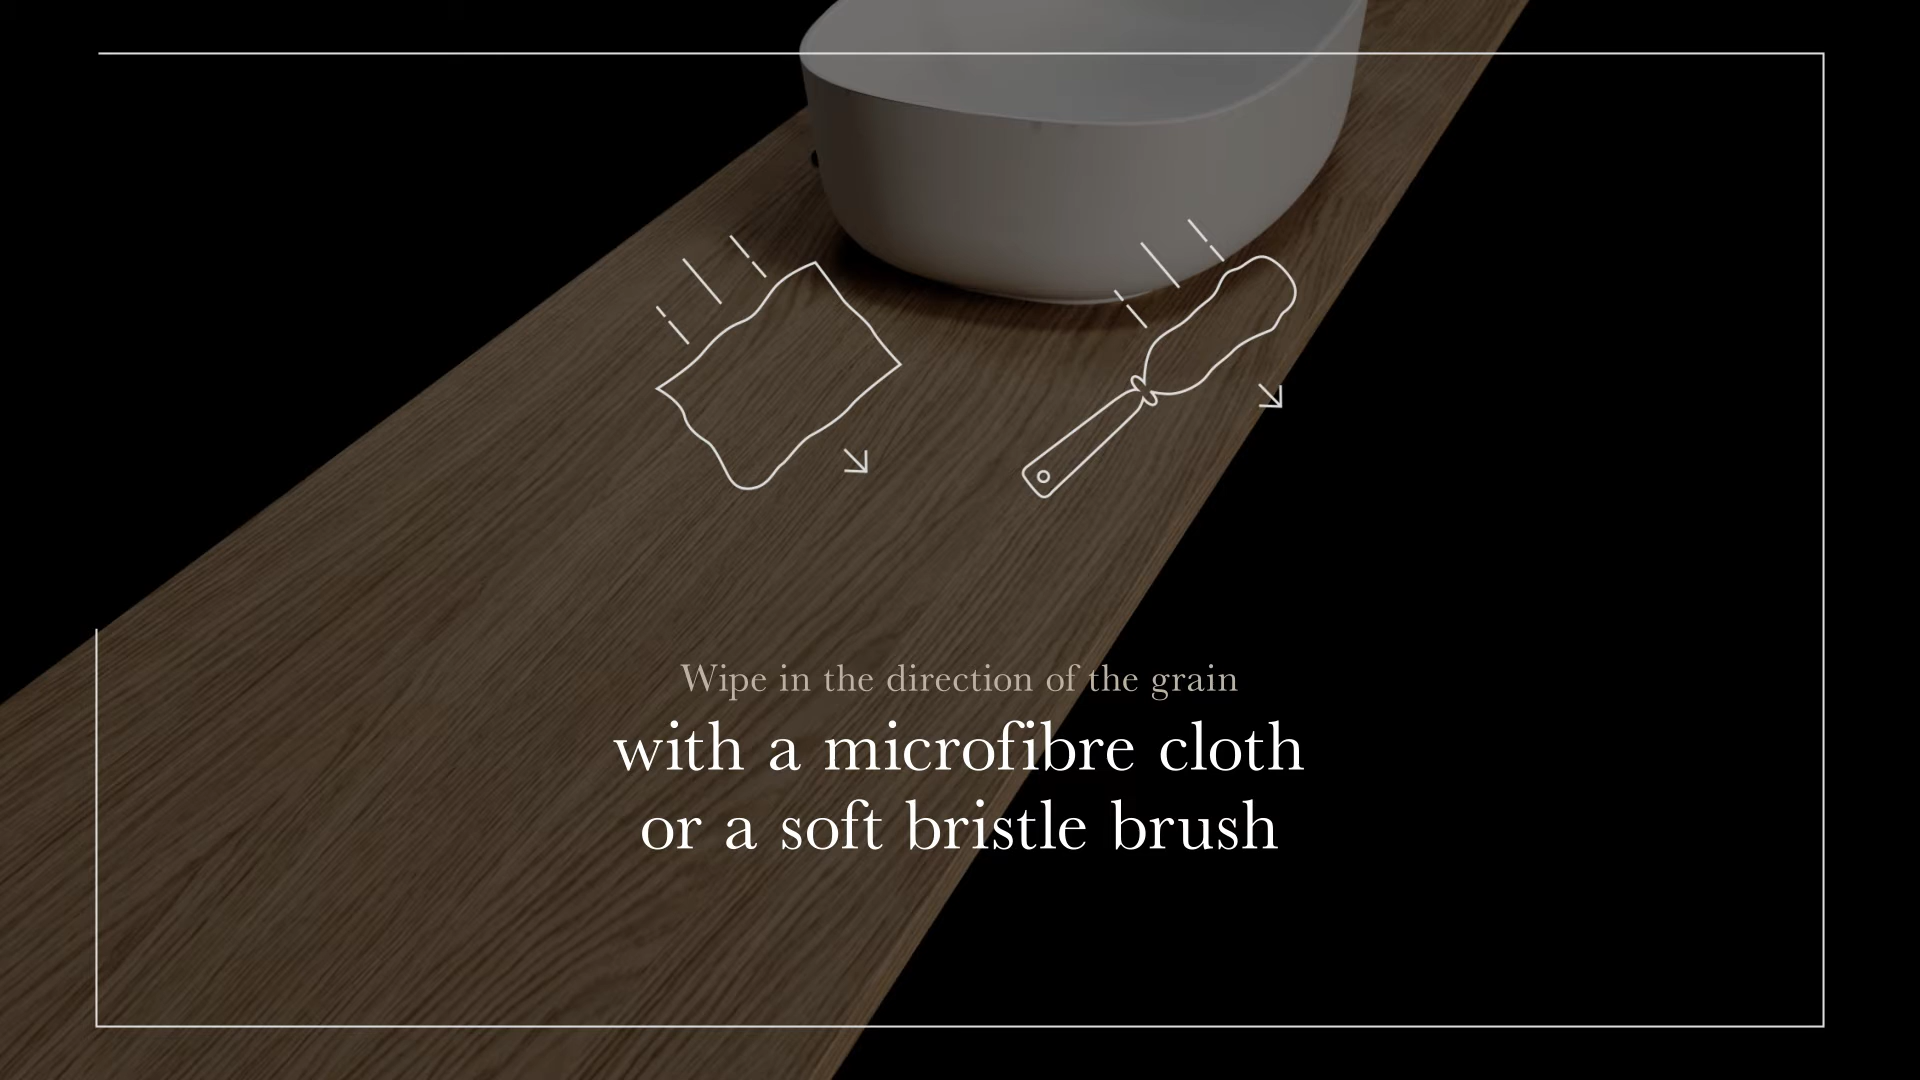 Wipe in the direction of the grain
with a microfibre cloth
or a soft bristle brush